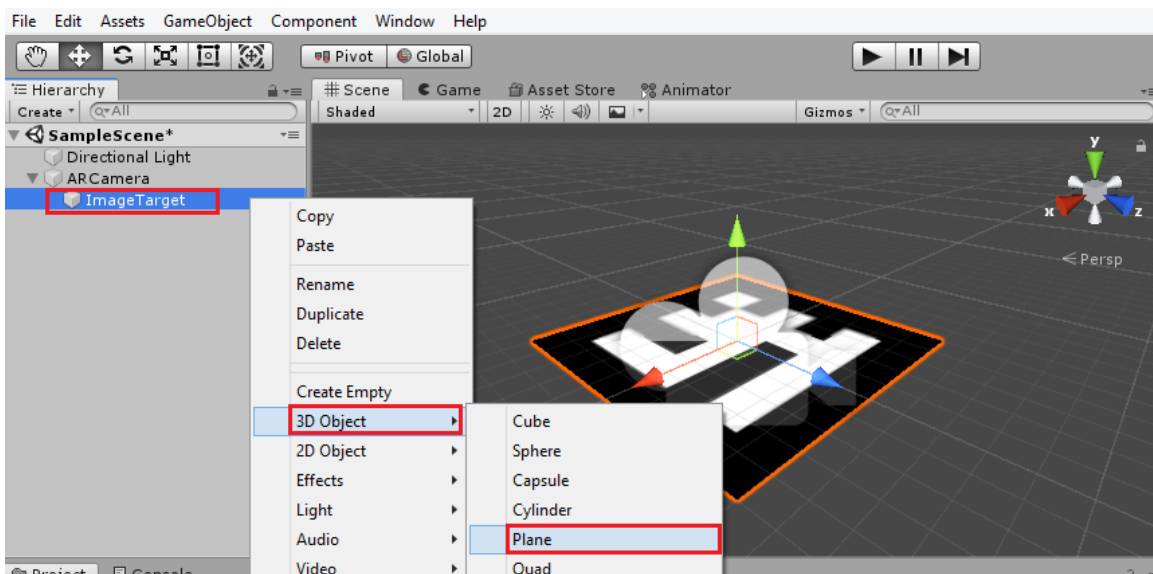 File Edit Assets GameObject Component Window Help
Pivot Global
Hierarchy
# Scene Game Asset Store Animator
Create All
Shaded 2D Gizmos All
SampleScene*
Directional Light
ARCamera
ImageTarget
y
x z
Persp
Copy
Paste
Rename
Duplicate
Delete
Create Empty
3D Object
2D Object
Effects
Light
Audio
Video
Cube
Sphere
Capsule
Cylinder
Plane
Quad
Project Console